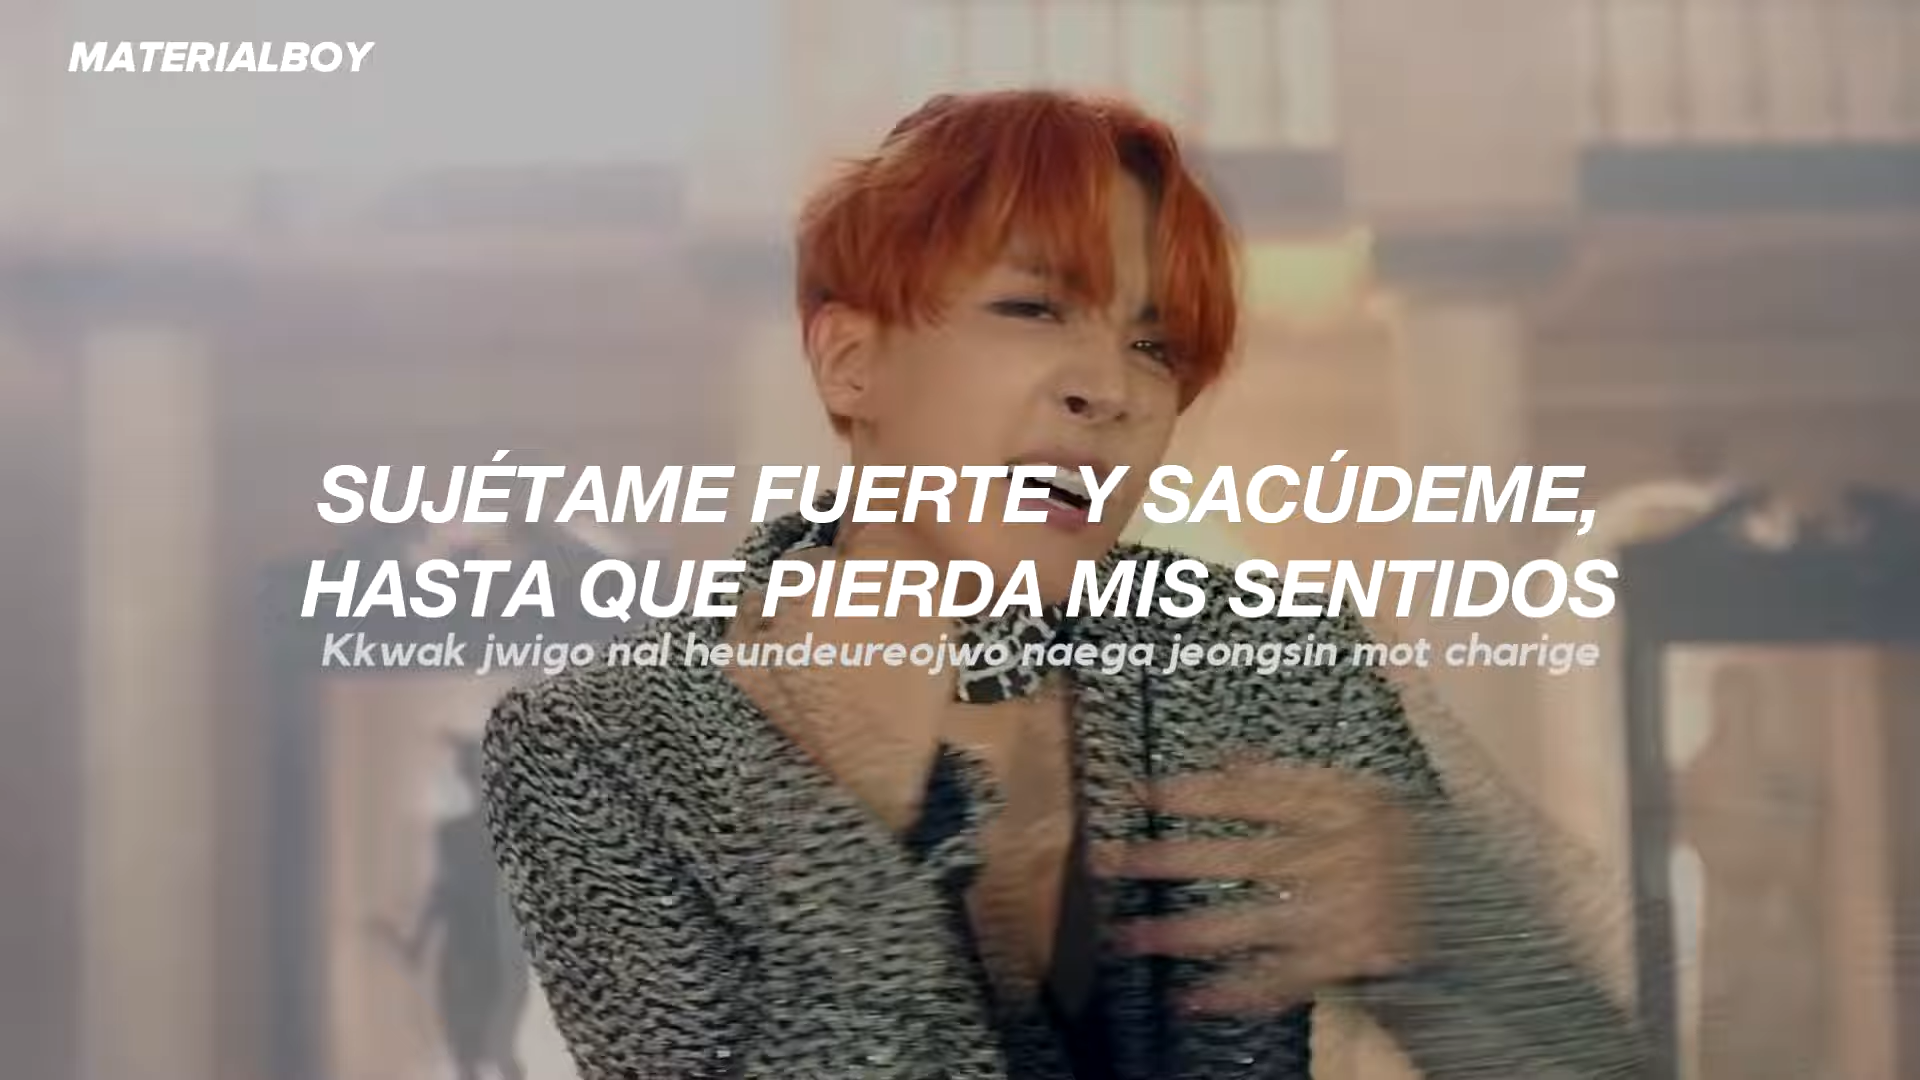 MATERIALBOY
SUJÉTAME FUERTE Y SACÚDEME,
HASTA QUE PIERDA MIS SENTIDOS
Kkwak jwigo nal heundeureojwo naega jeongsin mot charige